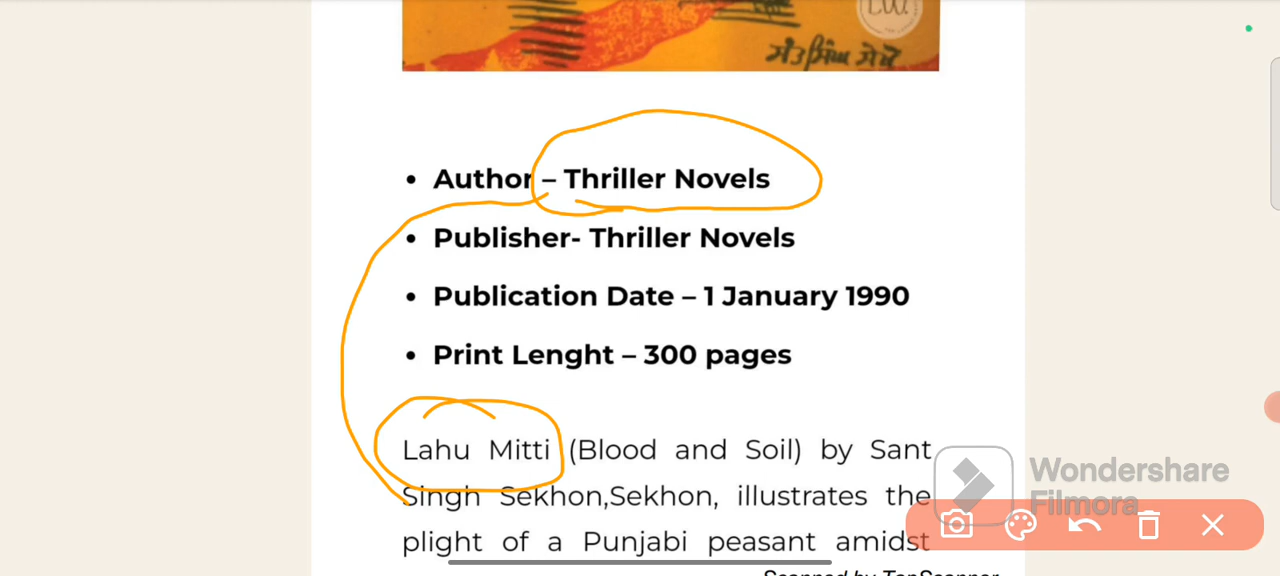 ਸੰਤ ਸਿੰਘ ਸੇਖੋਂ
• Author – Thriller Novels
• Publisher- Thriller Novels
• Publication Date – 1 January 1990
• Print Lenght – 300 pages
Lahu Mitti (Blood and Soil) by Sant
Singh Sekhon,Sekhon, illustrates the
plight of a Punjabi peasant amidst
Wondershare
Filmora